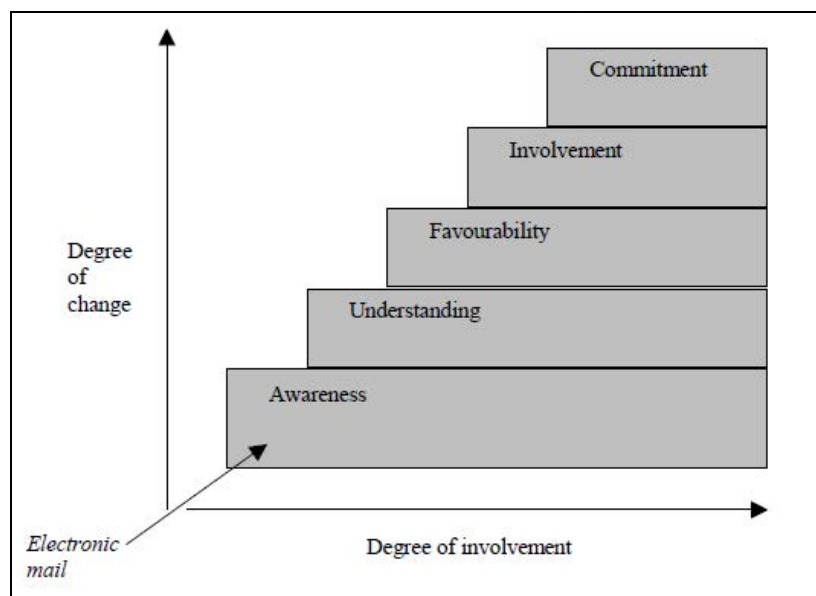 Commitment
Involvement
Favourability
Degree
of
change
Understanding
Awareness
Electronic
mail
Degree of involvement